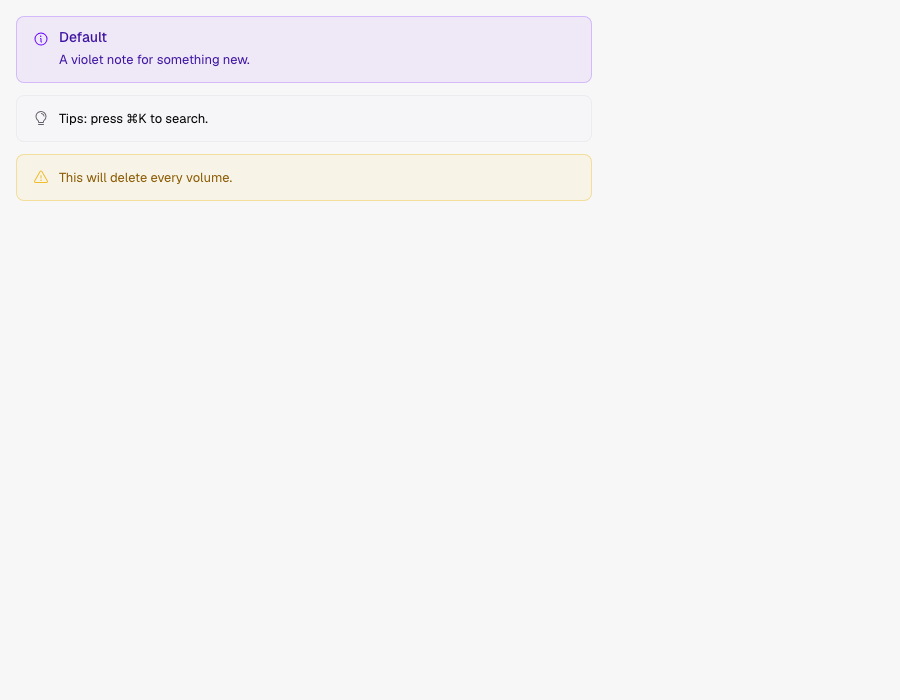 Default
A violet note for something new.
Tips: press ⌘K to search.
This will delete every volume.